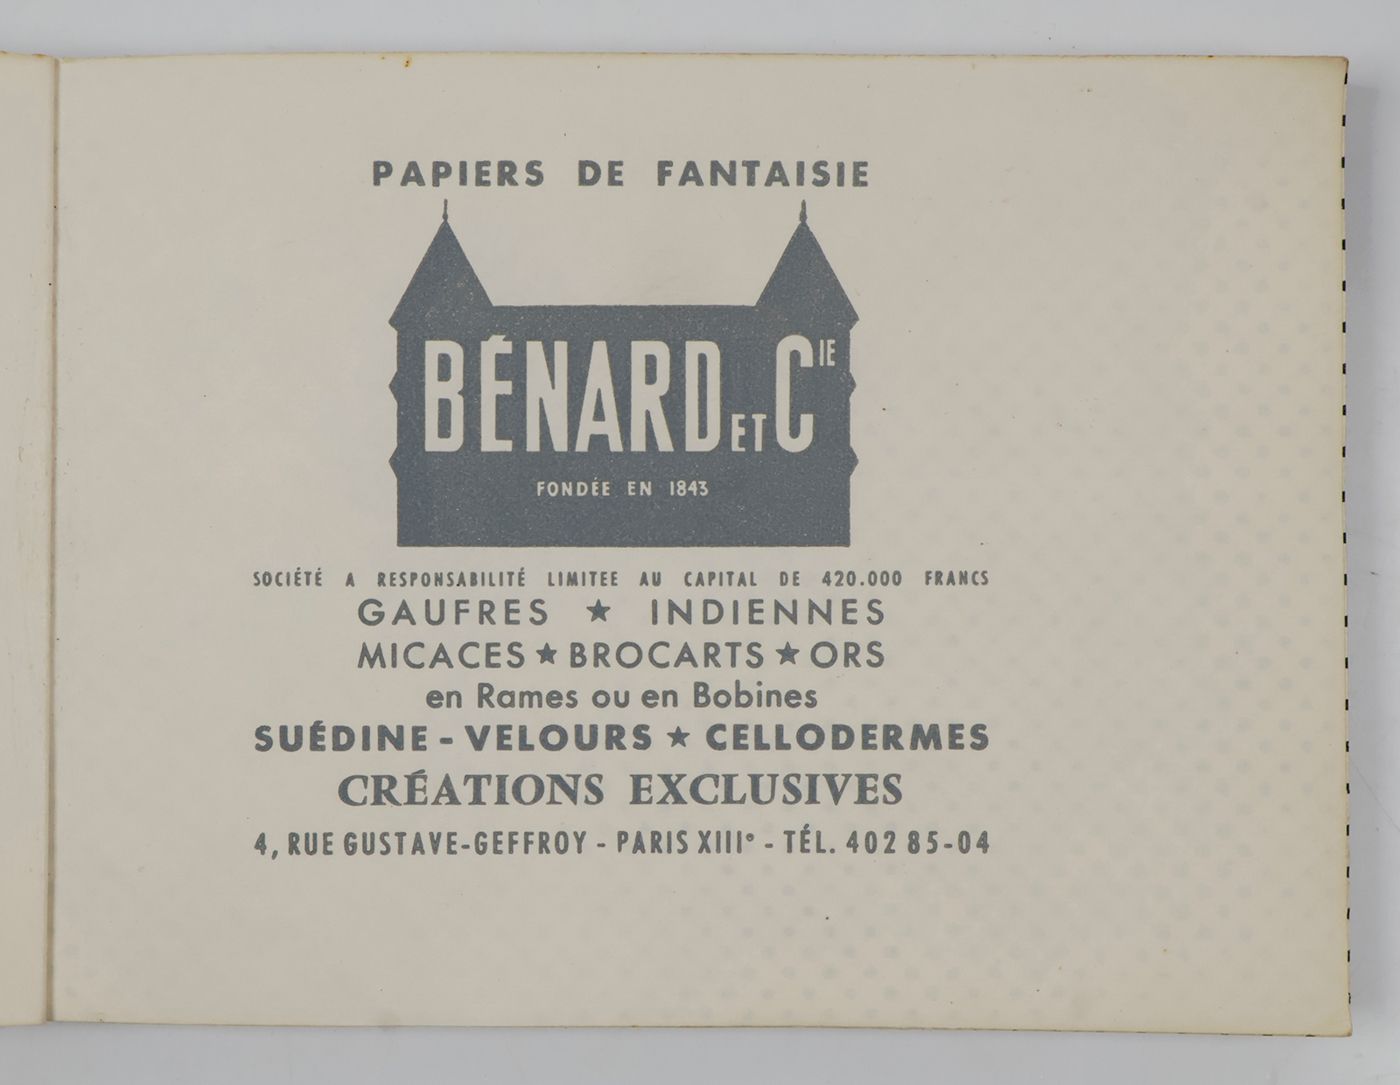 PAPIERS DE FANTAISIE
BÉNARD ET CIE
FONDÉE EN 1843
SOCIÉTÉ A RESPONSABILITÉ LIMITEE AU CAPITAL DE 420.000 FRANCS
GAUFRES ★ INDIENNES
MICACES ★ BROCARTS ★ ORS
en Rames ou en Bobines
SUÉDINE - VELOURS ★ CELLODERMES
CRÉATIONS EXCLUSIVES
4, RUE GUSTAVE-GEFFROY - PARIS XIIIe - TÉL. 402 85-04